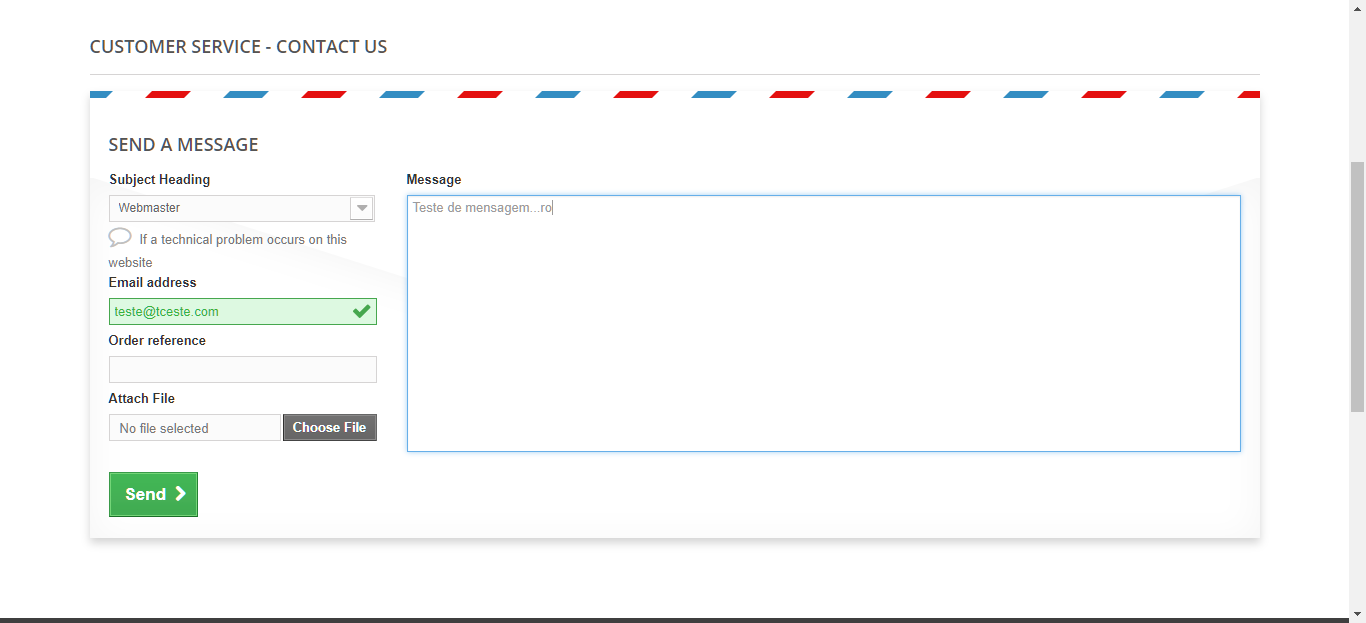 CUSTOMER SERVICE - CONTACT US
SEND A MESSAGE
Subject Heading
Webmaster
If a technical problem occurs on this
website
Email address
teste@tceste.com
Order reference
Attach File
No file selected
Choose File
Send
Message
Teste de mensagem...ro